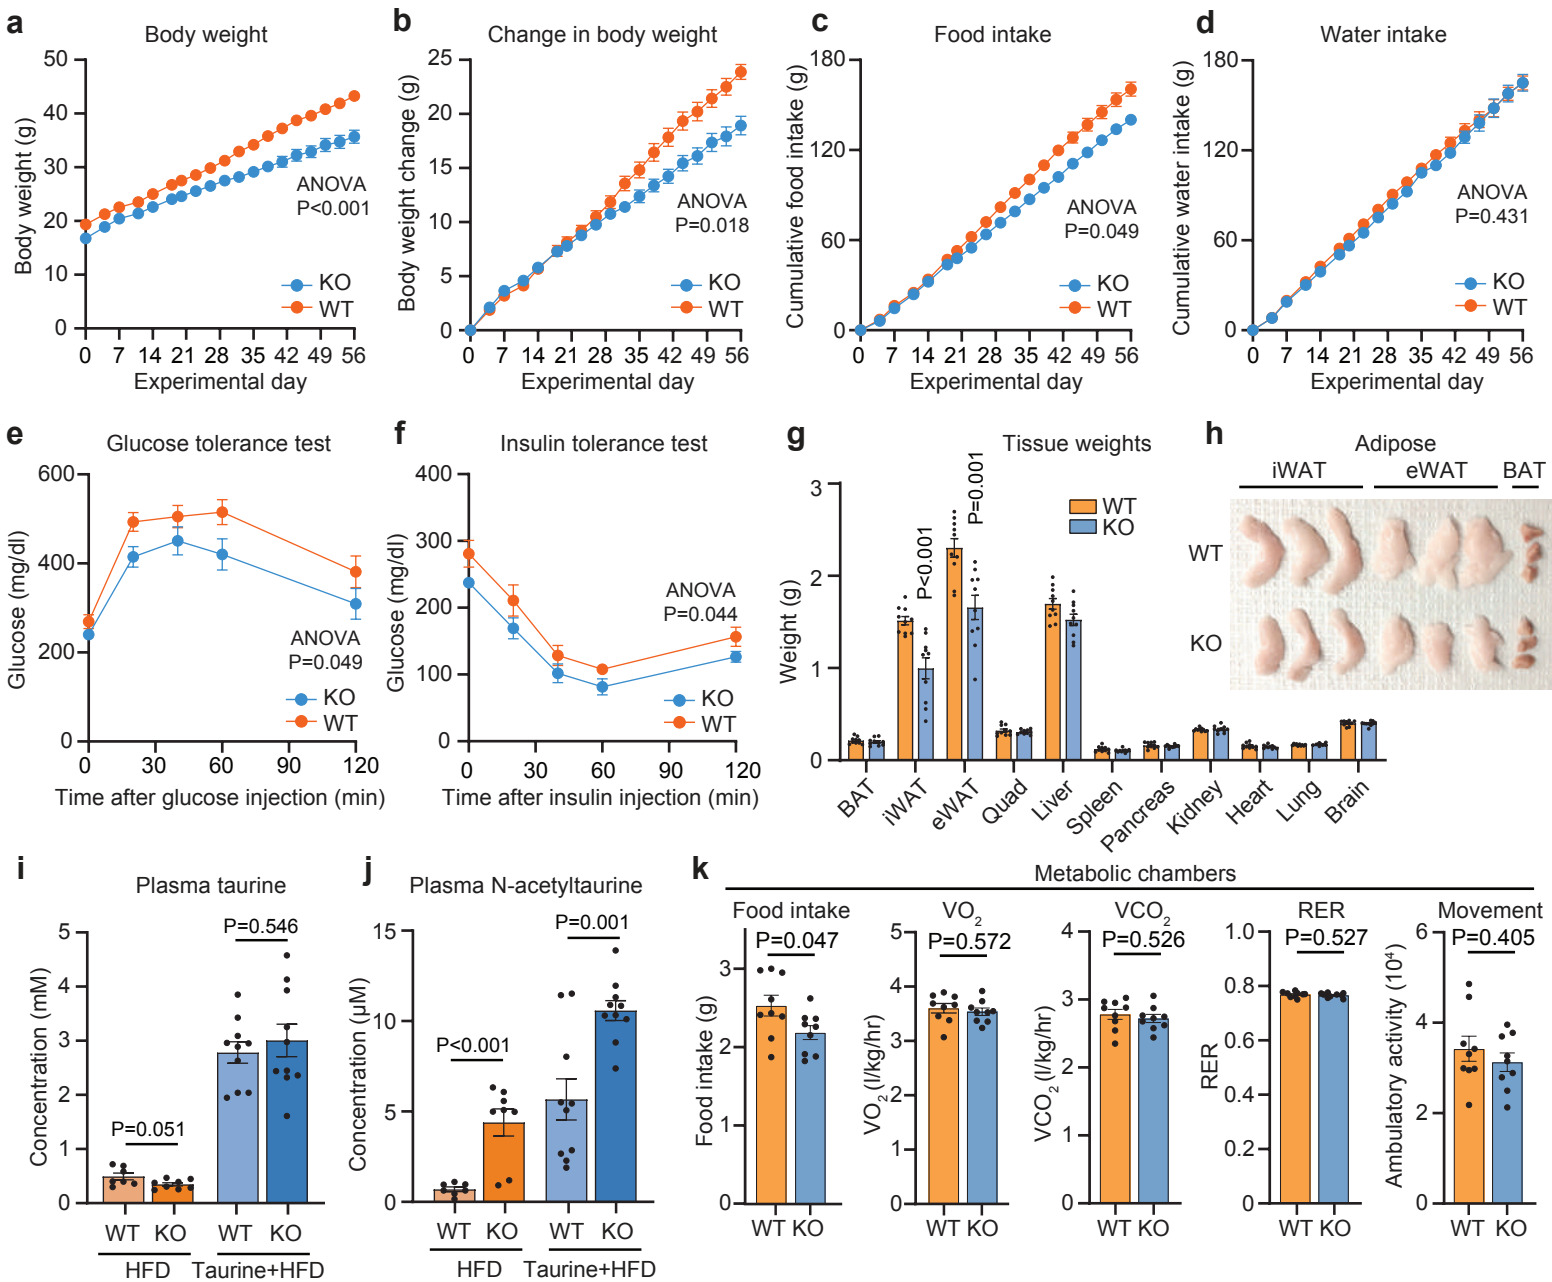 a
Body weight
Body weight (g)
50
40
30
20
10
0
ANOVA
P<0.001
KO
WT
0 7 14 21 28 35 42 49 56
Experimental day
b
Change in body weight
Body weight change (g)
25
20
15
10
5
0
ANOVA
P=0.018
KO
WT
0 7 14 21 28 35 42 49 56
Experimental day
c
Food intake
Cumulative food intake (g)
180
120
60
0
ANOVA
P=0.049
KO
WT
0 7 14 21 28 35 42 49 56
Experimental day
d
Water intake
Cumulative water intake (g)
180
120
60
0
ANOVA
P=0.431
KO
WT
0 7 14 21 28 35 42 49 56
Experimental day
e
Glucose tolerance test
Glucose (mg/dl)
600
400
200
0
ANOVA
P=0.049
KO
WT
0 30 60 90 120
Time after glucose injection (min)
f
Insulin tolerance test
Glucose (mg/dl)
400
300
200
100
0
ANOVA
P=0.044
KO
WT
0 30 60 90 120
Time after insulin injection (min)
g
Tissue weights
Weight (g)
3
2
1
0
P<0.001
P=0.001
WT
KO
BAT
iWAT
eWAT
Quad
Liver
Spleen
Pancreas
Kidney
Heart
Lung
Brain
h
Adipose
iWAT eWAT BAT
WT
KO
i
Plasma taurine
Concentration (mM)
5
4
3
2
1
0
P=0.051
P=0.546
WT KO WT KO
HFD Taurine+HFD
j
Plasma N-acetyltaurine
Concentration (µM)
15
10
5
0
P<0.001
P=0.001
WT KO WT KO
HFD Taurine+HFD
k
Metabolic chambers
Food intake
P=0.047
Food intake (g)
3
2
1
0
WT KO
VO2
P=0.572
VO2 (l/kg/hr)
5
4
3
2
1
0
WT KO
VCO2
P=0.526
VCO2 (l/kg/hr)
4
3
2
1
0
WT KO
RER
P=0.527
RER
1.0
0.8
0.6
0.4
0.2
0
WT KO
Movement
P=0.405
Ambulatory activity (10⁴)
6
4
2
0
WT KO